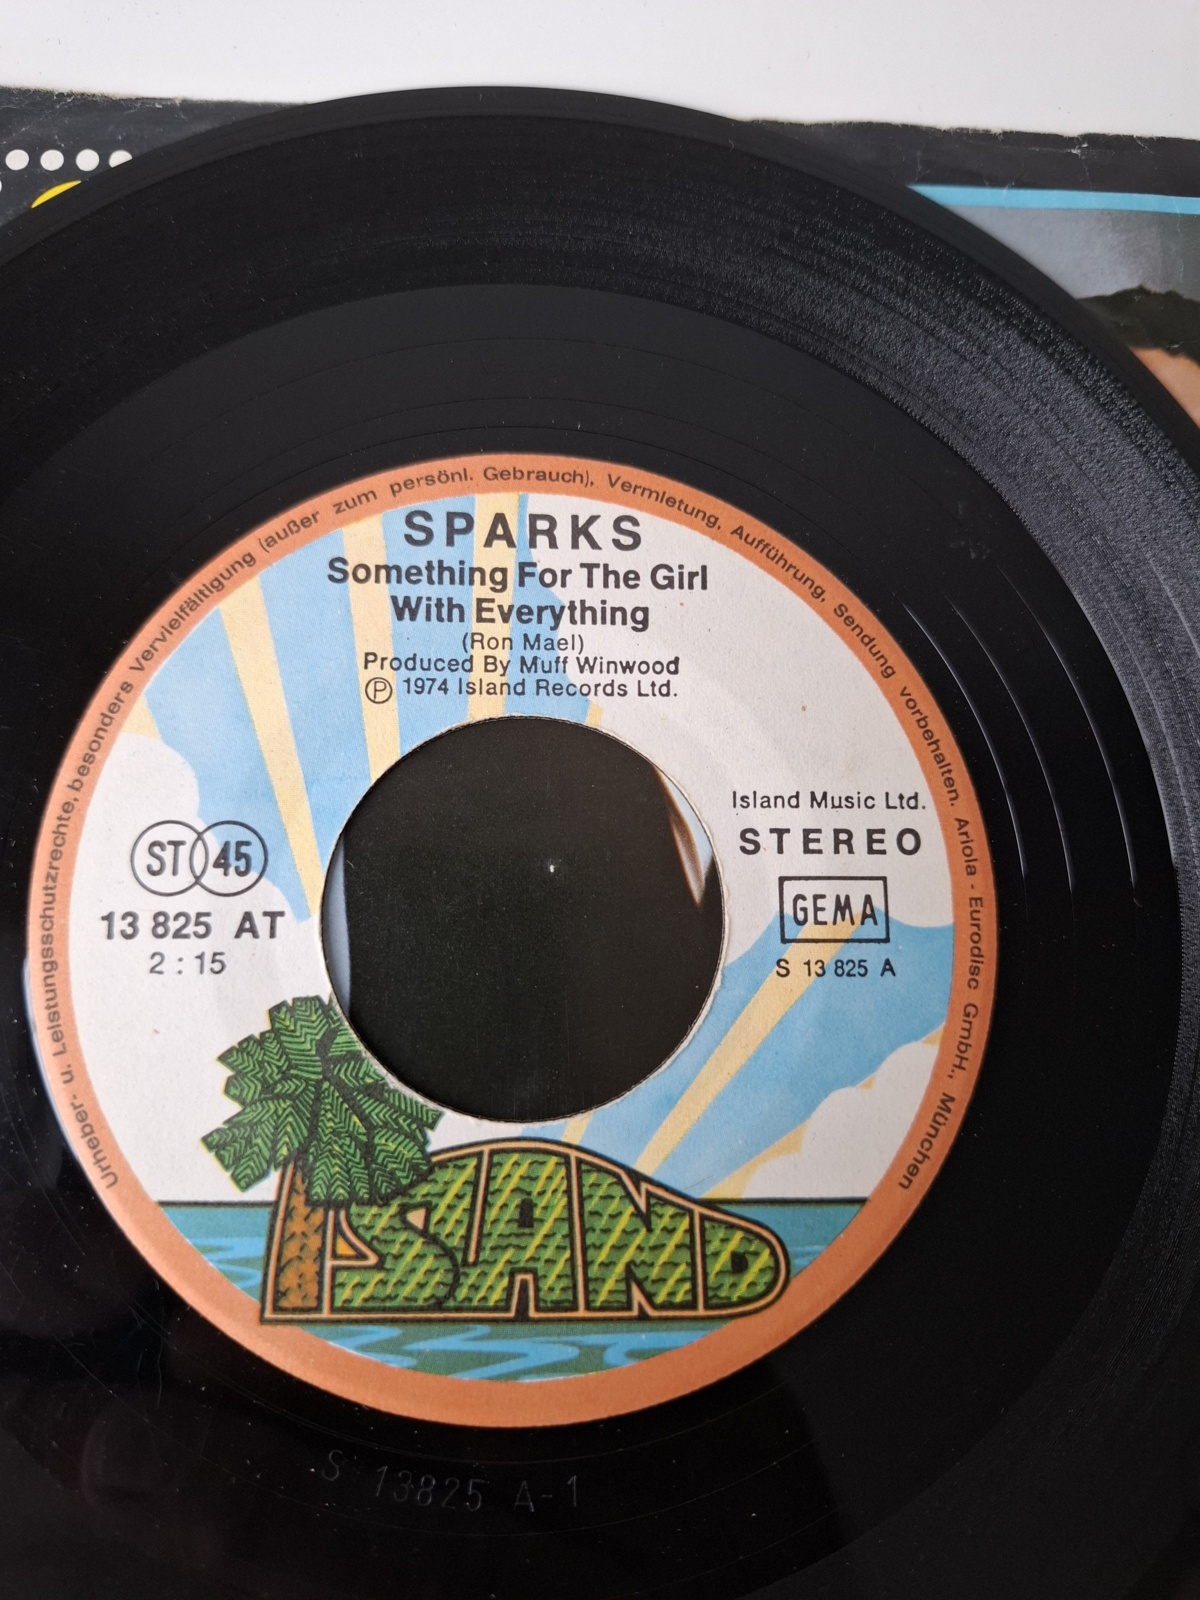 Urheber- u. Leistungsschutzrechte, besonders Vervielfältigung (außer zum persönl. Gebrauch), Vermietung, Aufführung, Sendung vorbehalten. Ariola - Eurodisc GmbH., München
SPARKS
Something For The Girl
With Everything
(Ron Mael)
Produced By Muff Winwood
Ⓟ 1974 Island Records Ltd.
Island Music Ltd.
STEREO
GEMA
S 13 825 A
ST 45
13 825 AT
2 : 15
ISLAND
S 13825 A-1